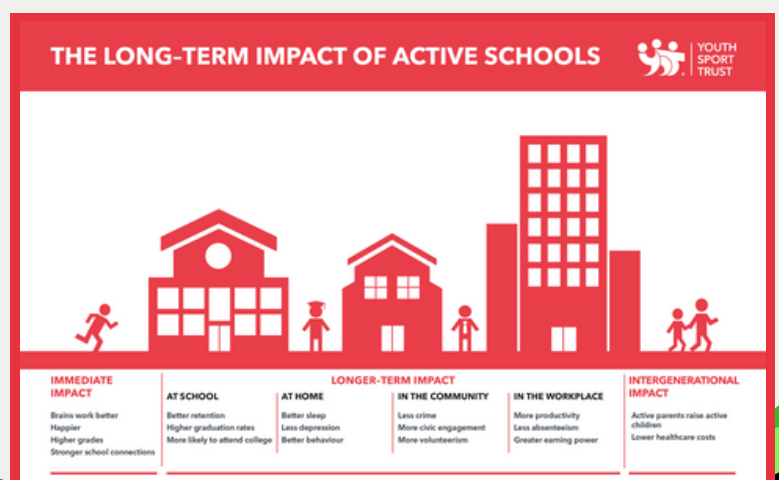 THE LONG-TERM IMPACT OF ACTIVE SCHOOLS
YOUTH
SPORT
TRUST
IMMEDIATE
IMPACT
Brains work better
Happier
Higher grades
Stronger school connections
LONGER-TERM IMPACT
AT SCHOOL
Better retention
Higher graduation rates
More likely to attend college
AT HOME
Better sleep
Less depression
Better behaviour
IN THE COMMUNITY
Less crime
More civic engagement
More volunteerism
IN THE WORKPLACE
More productivity
Less absenteeism
Greater earning power
INTERGENERATIONAL
IMPACT
Active parents raise active
children
Lower healthcare costs